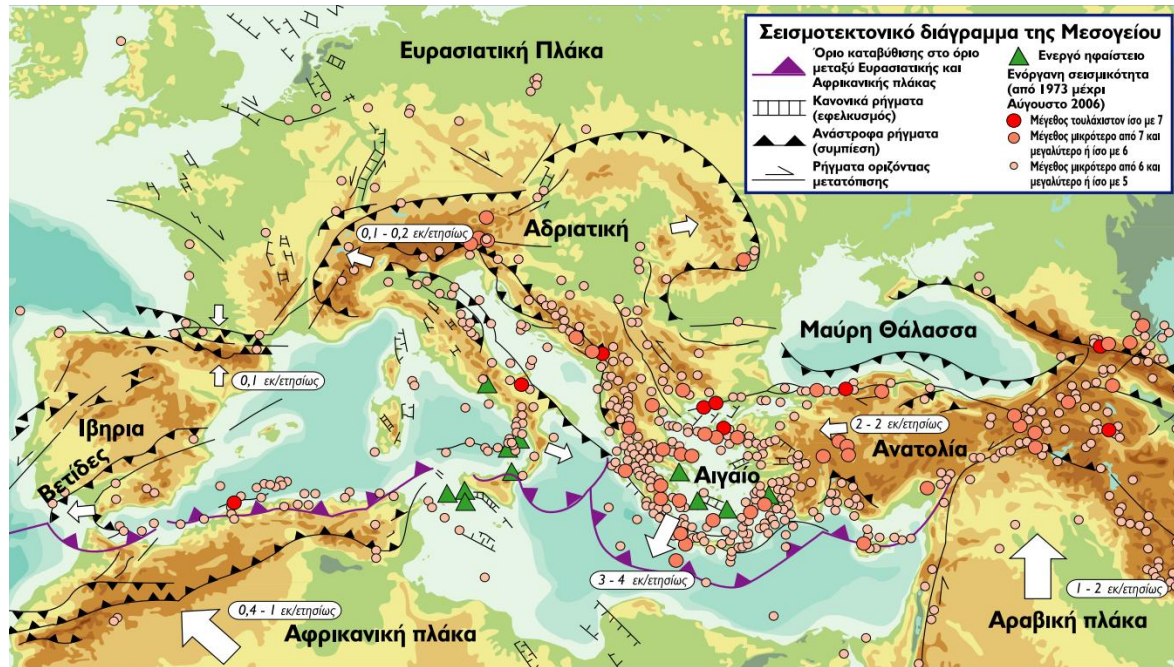 Σεισμοτεκτονικό διάγραμμα της Μεσογείου
Όριο καταβύθισης στο όριο
μεταξύ Ευρασιατικής και
Αφρικανικής πλάκας
Κανονικά ρήγματα
(εφελκυσμός)
Ανάστροφα ρήγματα
(συμπίεση)
Ρήγματα οριζόντιας
μετατόπισης
Ενεργό ηφαίστειο
Ενόργανη σεισμικότητα
(από 1973 μέχρι
Αύγουστο 2006)
Μέγεθος τουλάχιστον ίσο με 7
Μέγεθος μικρότερο από 7 και
μεγαλύτερο ή ίσο με 6
Μέγεθος μικρότερο από 6 και
μεγαλύτερο ή ίσο με 5
Ευρασιατική Πλάκα
Αδριατική
0,1 - 0,2 εκ/ετησίως
Μαύρη Θάλασσα
0,1 εκ/ετησίως
Ιβηρια
2 - 2 εκ/ετησίως
Ανατολία
Βετίδες
Αιγαίο
3 - 4 εκ/ετησίως
1 - 2 εκ/ετησίως
0,4 - 1 εκ/ετησίως
Αφρικανική πλάκα
Αραβική πλάκα